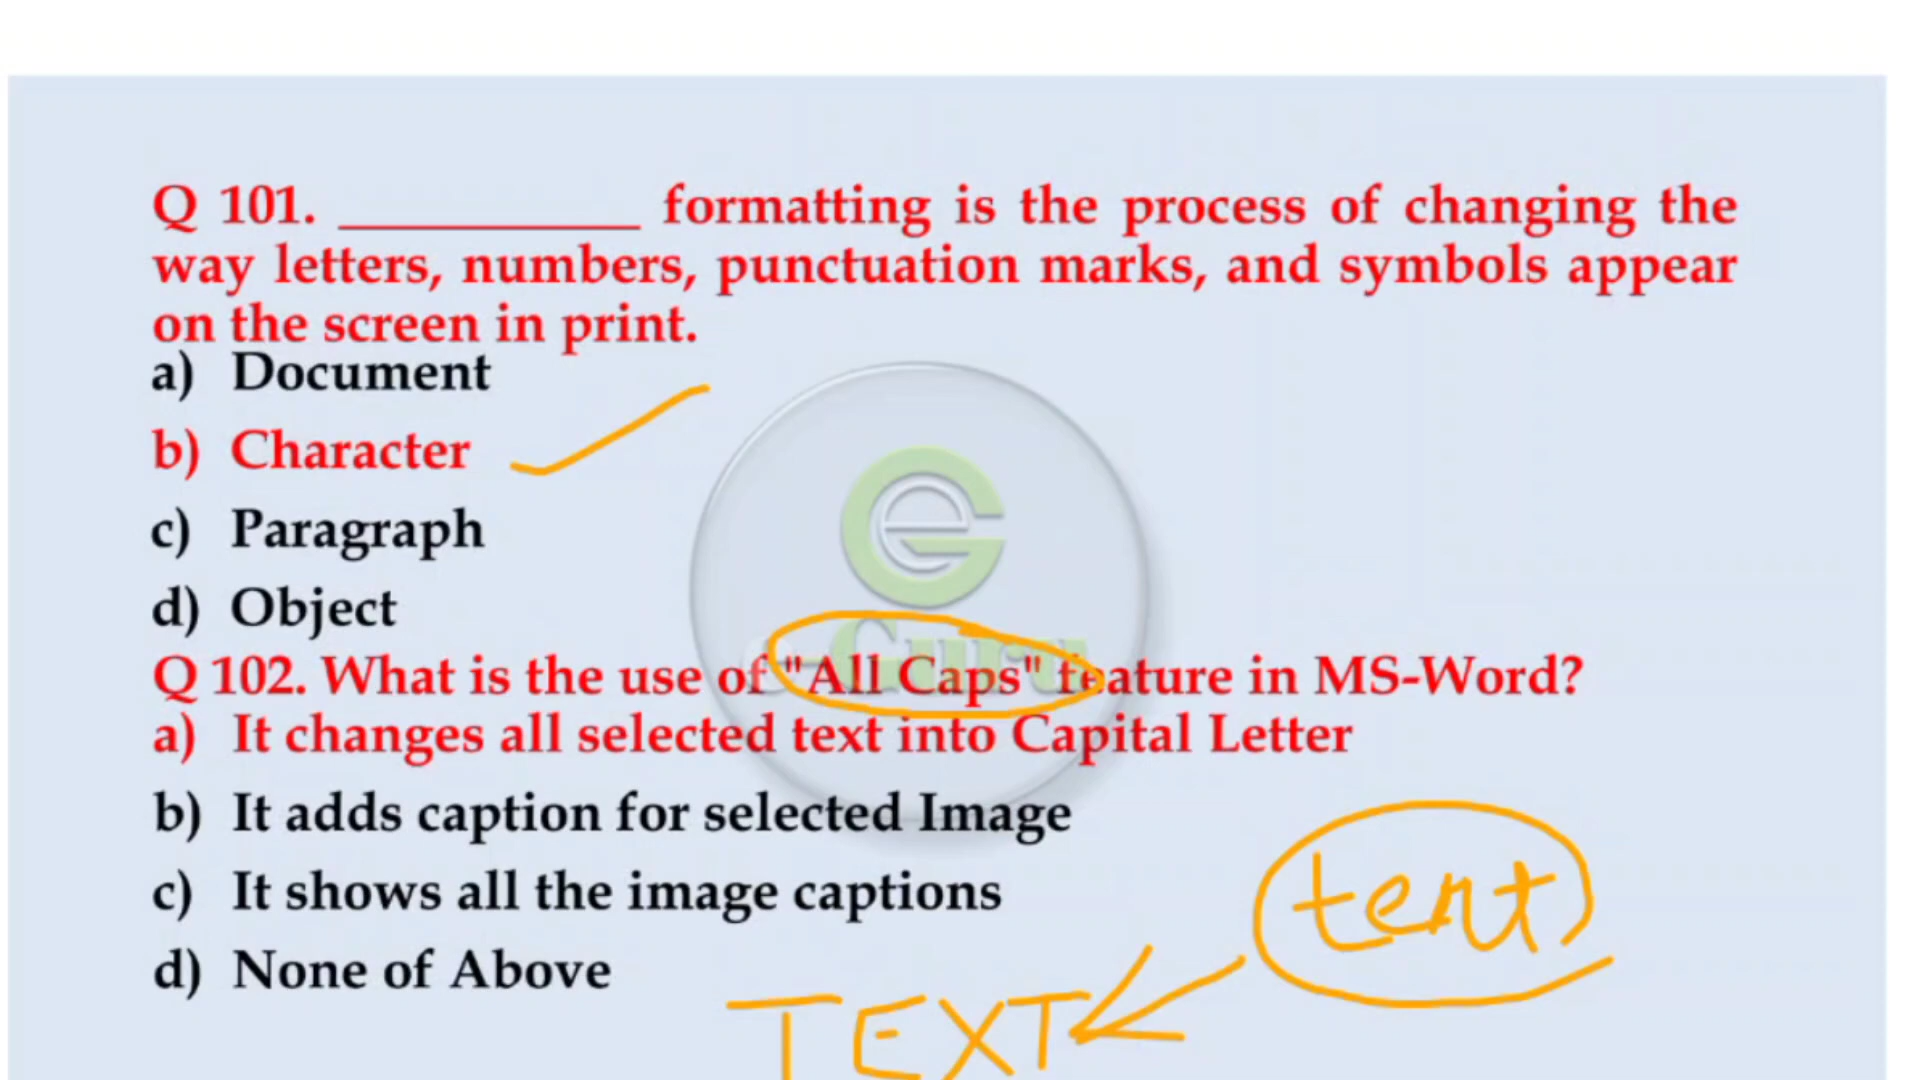 Q 101. ____________ formatting is the process of changing the
way letters, numbers, punctuation marks, and symbols appear
on the screen in print.
a) Document
b) Character
c) Paragraph
d) Object
e-Guru
Q 102. What is the use of "All Caps" feature in MS-Word?
a) It changes all selected text into Capital Letter
b) It adds caption for selected Image
c) It shows all the image captions
text
d) None of Above
TEXT